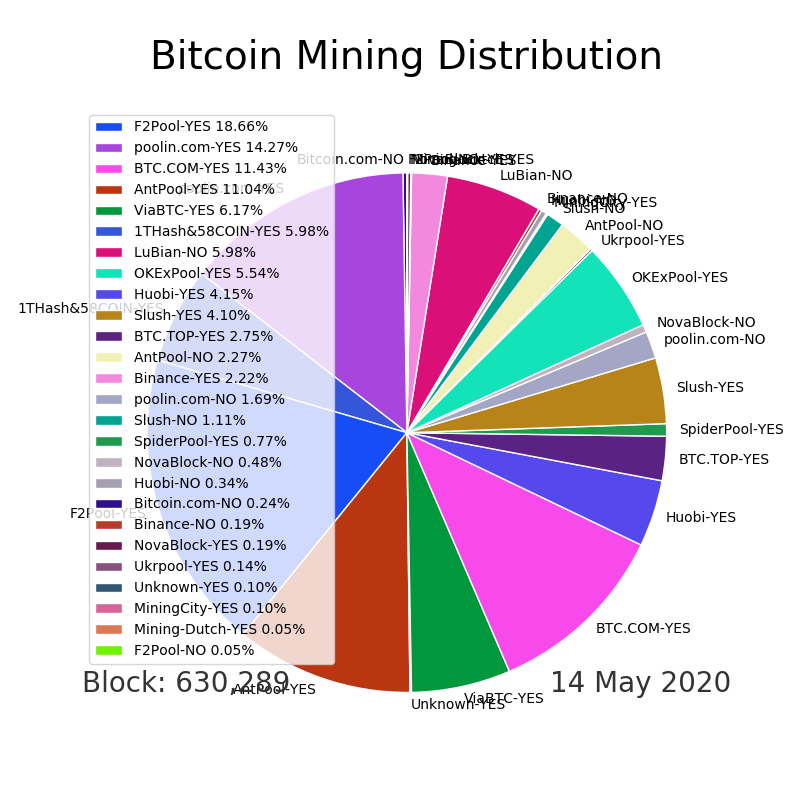 Bitcoin Mining Distribution
F2Pool-YES 18.66%
poolin.com-YES 14.27%
BTC.COM-YES 11.43%
AntPool-YES 11.04%
ViaBTC-YES 6.17%
1THash&58COIN-YES 5.98%
LuBian-NO 5.98%
OKExPool-YES 5.54%
Huobi-YES 4.15%
Slush-YES 4.10%
BTC.TOP-YES 2.75%
AntPool-NO 2.27%
Binance-YES 2.22%
poolin.com-NO 1.69%
Slush-NO 1.11%
SpiderPool-YES 0.77%
NovaBlock-NO 0.48%
Huobi-NO 0.34%
Bitcoin.com-NO 0.24%
Binance-NO 0.19%
NovaBlock-YES 0.19%
Ukrpool-YES 0.14%
Unknown-YES 0.10%
MiningCity-YES 0.10%
Mining-Dutch-YES 0.05%
F2Pool-NO 0.05%
Bitcoin.com-NO
LuBian-NO
Binance-NO
Slush-NO
AntPool-NO
Ukrpool-YES
OKExPool-YES
NovaBlock-NO
poolin.com-NO
Slush-YES
SpiderPool-YES
BTC.TOP-YES
Huobi-YES
BTC.COM-YES
ViaBTC-YES
Unknown-YES
AntPool-YES
F2Pool-YES
1THash&58COIN-YES
Block: 630,289
14 May 2020